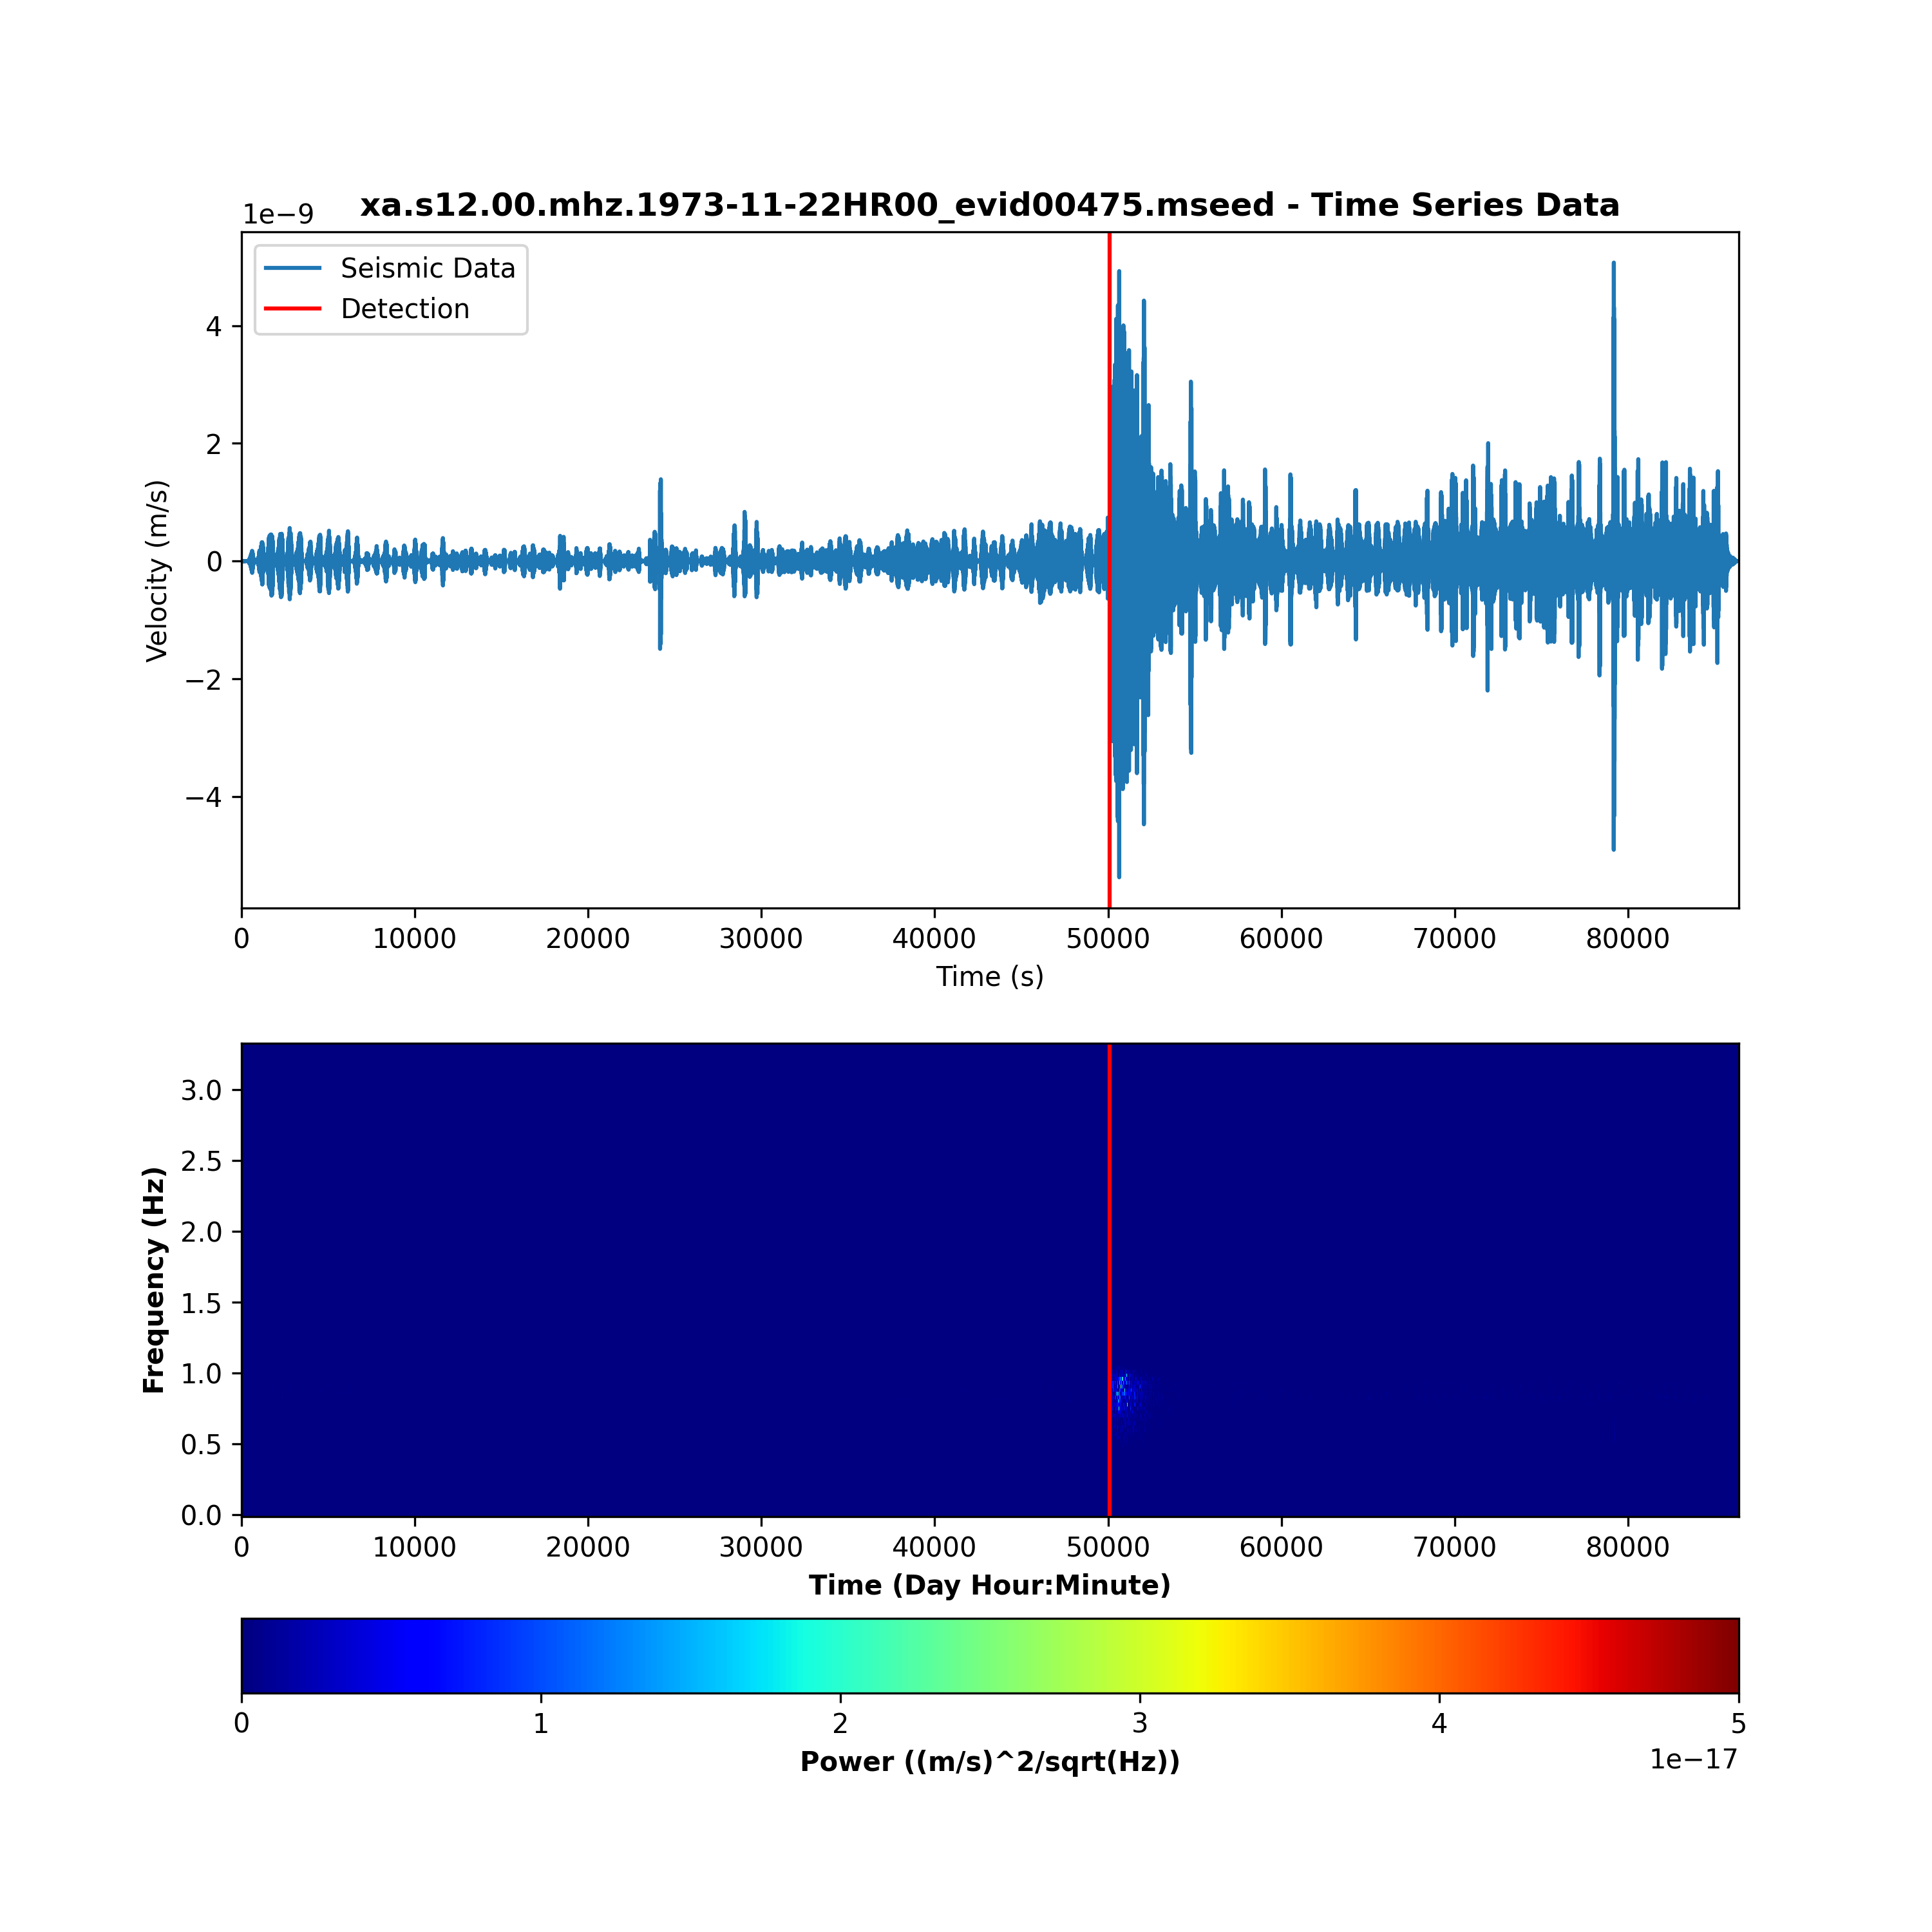 xa.s12.00.mhz.1973-11-22HR00_evid00475.mseed - Time Series Data
1e−9
Seismic Data
Detection
4
2
0
−2
−4
Velocity (m/s)
0 10000 20000 30000 40000 50000 60000 70000 80000
Time (s)
3.0
2.5
2.0
1.5
1.0
0.5
0.0
Frequency (Hz)
0 10000 20000 30000 40000 50000 60000 70000 80000
Time (Day Hour:Minute)
0 1 2 3 4 5
Power ((m/s)^2/sqrt(Hz))
1e−17